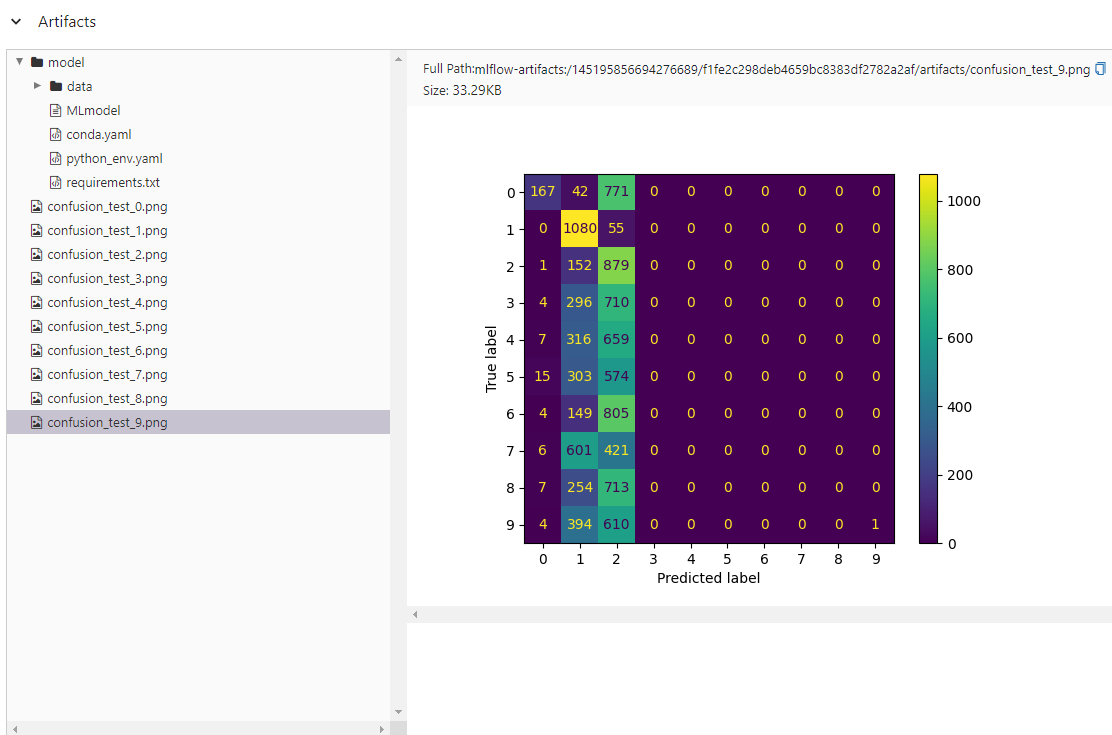 Artifacts
model
data
MLmodel
conda.yaml
python_env.yaml
requirements.txt
confusion_test_0.png
confusion_test_1.png
confusion_test_2.png
confusion_test_3.png
confusion_test_4.png
confusion_test_5.png
confusion_test_6.png
confusion_test_7.png
confusion_test_8.png
confusion_test_9.png
Full Path:mlflow-artifacts:/145195856694276689/f1fe2c298deb4659bc8383df2782a2af/artifacts/confusion_test_9.png
Size: 33.29KB
True label
0 167 42 771 0 0 0 0 0 0 0
1 0 1080 55 0 0 0 0 0 0 0
2 1 152 879 0 0 0 0 0 0 0
3 4 296 710 0 0 0 0 0 0 0
4 7 316 659 0 0 0 0 0 0 0
5 15 303 574 0 0 0 0 0 0 0
6 4 149 805 0 0 0 0 0 0 0
7 6 601 421 0 0 0 0 0 0 0
8 7 254 713 0 0 0 0 0 0 0
9 4 394 610 0 0 0 0 0 0 1
0 1 2 3 4 5 6 7 8 9
Predicted label
1000
800
600
400
200
0